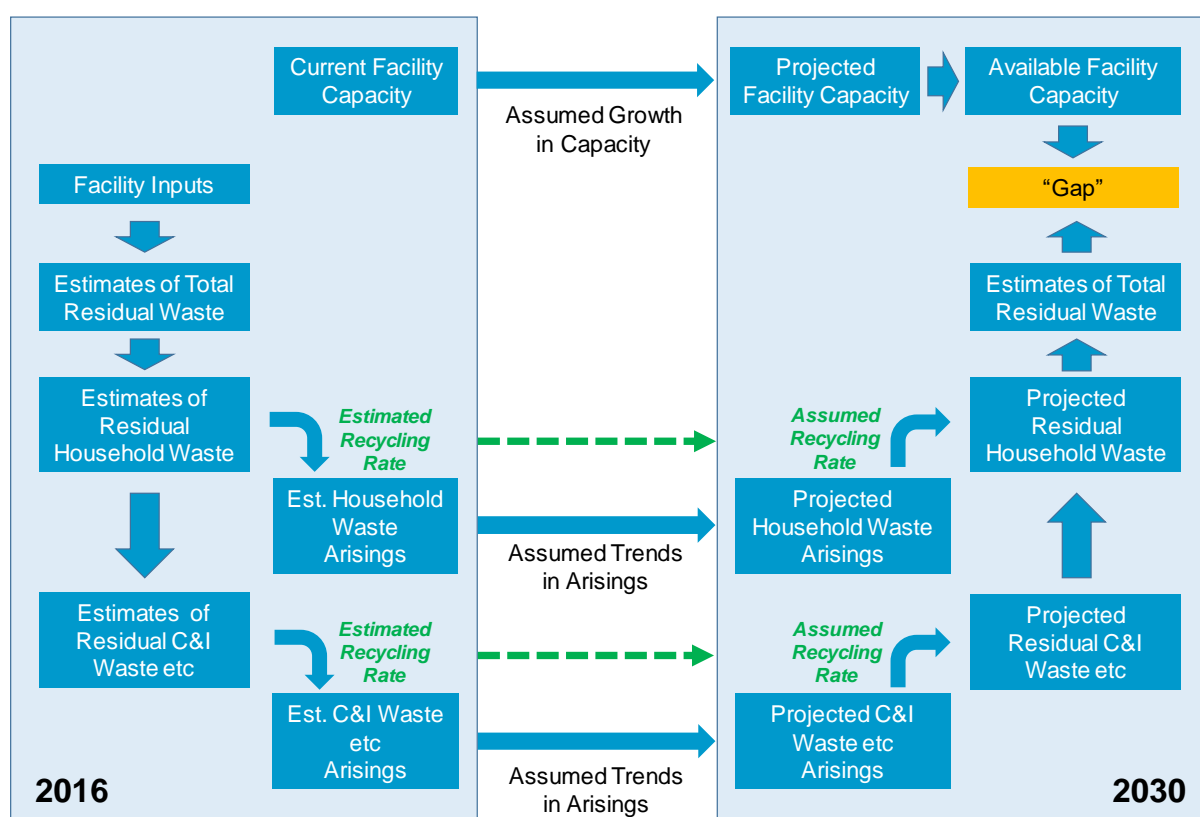 Current Facility
Capacity
Assumed Growth
in Capacity
Projected
Facility Capacity
Available Facility
Capacity
Facility Inputs
“Gap”
Estimates of Total
Residual Waste
Estimates of Total
Residual Waste
Estimates of
Residual
Household Waste
Estimated
Recycling
Rate
Assumed
Recycling
Rate
Projected
Residual
Household Waste
Est. Household
Waste
Arisings
Assumed Trends
in Arisings
Projected
Household Waste
Arisings
Estimates of
Residual C&I
Waste etc
Estimated
Recycling
Rate
Assumed
Recycling
Rate
Projected
Residual C&I
Waste etc
Est. C&I Waste
etc
Arisings
Assumed Trends
in Arisings
Projected C&I
Waste etc
Arisings
2016
2030